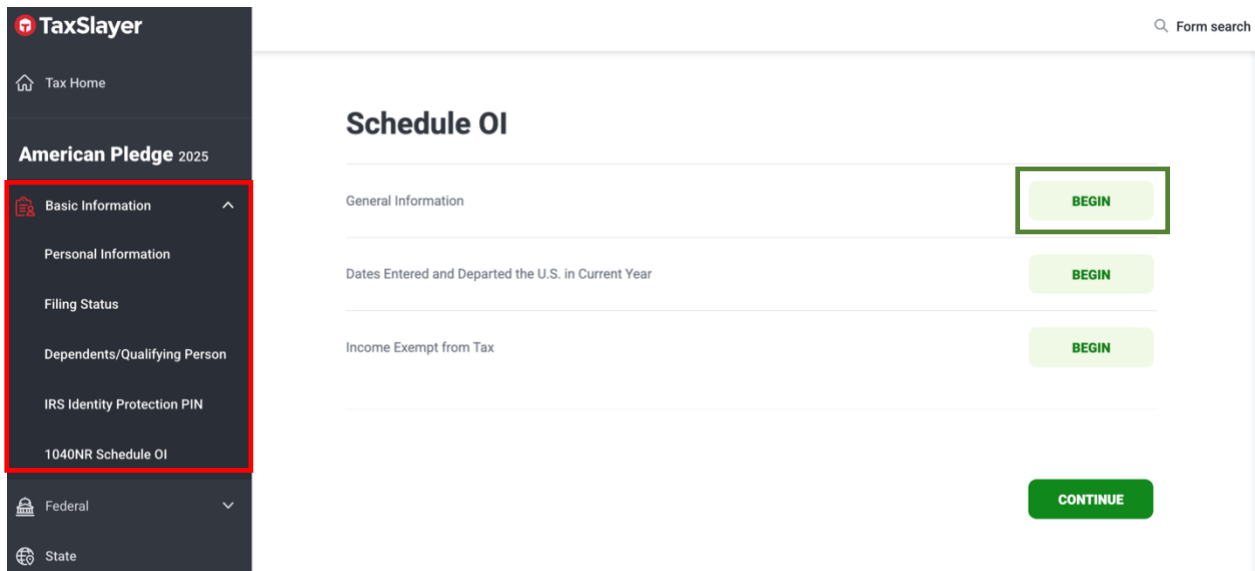 TaxSlayer
Form search
Tax Home
American Pledge 2025
Basic Information
Personal Information
Filing Status
Dependents/Qualifying Person
IRS Identity Protection PIN
1040NR Schedule OI
Federal
State
Schedule OI
General Information
BEGIN
Dates Entered and Departed the U.S. in Current Year
BEGIN
Income Exempt from Tax
BEGIN
CONTINUE